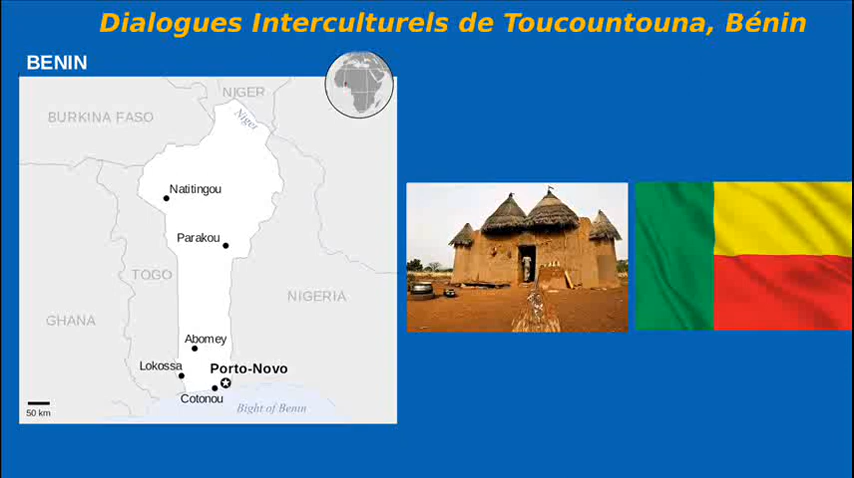 Dialogues Interculturels de Toucountouna, Bénin
BENIN
NIGER
BURKINA FASO
Niger
Natitingou
Parakou
TOGO
NIGERIA
GHANA
Abomey
Lokossa
Porto-Novo
Cotonou
Bight of Benin
50 km